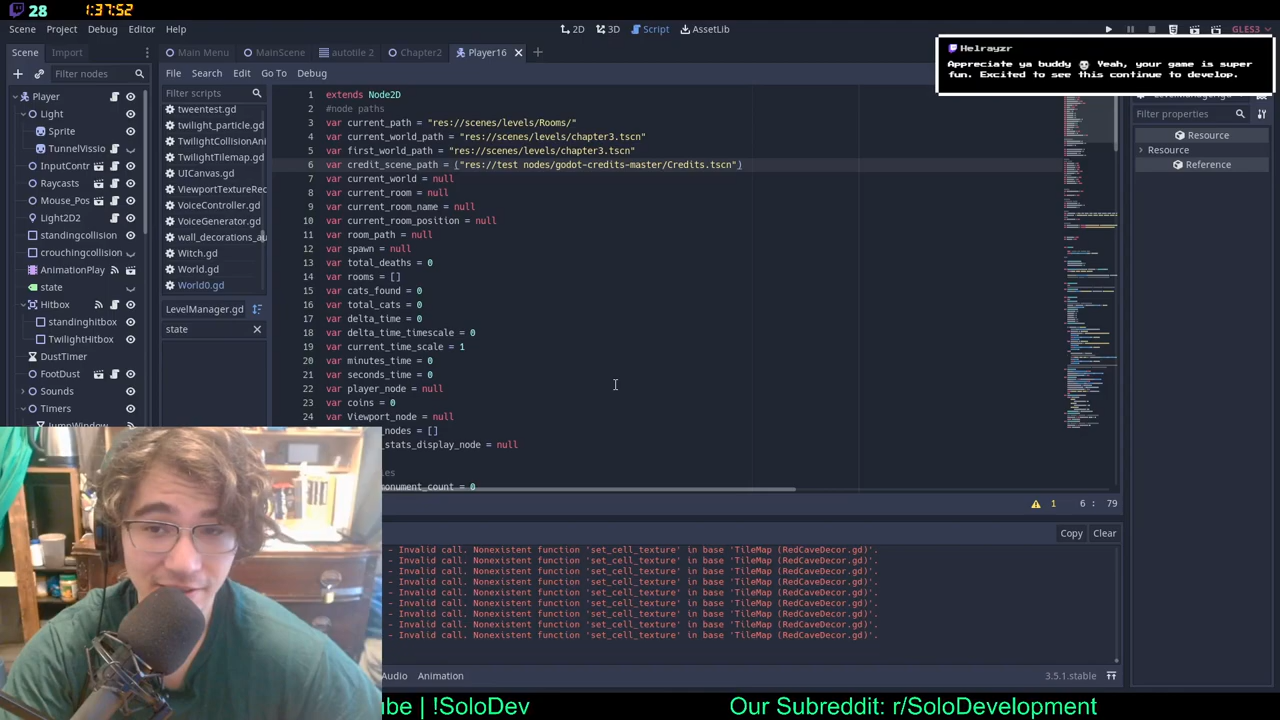 28
1:37:52
Scene Project Debug Editor Help
2D 3D Script AssetLib
GLES3
Helrayzr
Appreciate ya buddy Yeah, your game is super
fun. Excited to see this continue to develop.
Scene Import
Filter nodes
Player
Light
Sprite
TunnelVissio
InputContr
Raycasts
Mouse_Pos
Light2D2
standingcollision
couchingcollision
AnimationPlay
state
Hitbox
standinghitbox
TwilightHitbox
DustTimer
FootDust
Sounds
Timers
Main Menu MainScene autotile 2 Chapter2 Player16
File Search Edit Go To Debug
Filter scripts
tweentest.gd
twilight_particle.gd
TwilightCollisionAni
TwilightTilemap.gd
ViewportTextureRec
VoiceController.gd
VoiceGenerator.gd
wall_decorations_au
Witch.gd
World.gd
LevelManager.gd
state
1 extends Node2D
2 #node paths
3 var current_path = "res://scenes/levels/Rooms/"
4 var current_world_path = "res://scenes/levels/chapter3.tscn"
5 var first_world_path = "res://scenes/levels/chapter3.tscn"
6 var credit_scene_path = ("res://test nodes/godot-credits-master/Credits.tscn")
7 var current_world = null
8 var current_room = null
9 var current_room_name = null
10 var current_room_position = null
11 var room_path = null
12 var spawn = null
13 var total_deaths = 0
14 var rooms = []
15 var cats_found = 0
16 var total_cats = 0
17 var delta_time = 0
18 var delta_time_timescale = 0
19 var current_time_scale = 1
20 var minutes_time = 0
21 var seconds_time = 0
22 var player_node = null
23 var coins = 0
24 var Viewport_node = null
= []
_stats_display_node = null
monument_count = 0
1 6 : 79
Filter properties
Resource
Resource
Reference
Copy Clear
- Invalid call. Nonexistent function 'set_cell_texture' in base 'TileMap (RedCaveDecor.gd)'.
- Invalid call. Nonexistent function 'set_cell_texture' in base 'TileMap (RedCaveDecor.gd)'.
- Invalid call. Nonexistent function 'set_cell_texture' in base 'TileMap (RedCaveDecor.gd)'.
- Invalid call. Nonexistent function 'set_cell_texture' in base 'TileMap (RedCaveDecor.gd)'.
- Invalid call. Nonexistent function 'set_cell_texture' in base 'TileMap (RedCaveDecor.gd)'.
- Invalid call. Nonexistent function 'set_cell_texture' in base 'TileMap (RedCaveDecor.gd)'.
- Invalid call. Nonexistent function 'set_cell_texture' in base 'TileMap (RedCaveDecor.gd)'.
- Invalid call. Nonexistent function 'set_cell_texture' in base 'TileMap (RedCaveDecor.gd)'.
- Invalid call. Nonexistent function 'set_cell_texture' in base 'TileMap (RedCaveDecor.gd)'.
Audio Animation
3.5.1.stable
ube | !SoloDev Our Subreddit: r/SoloDevelopment